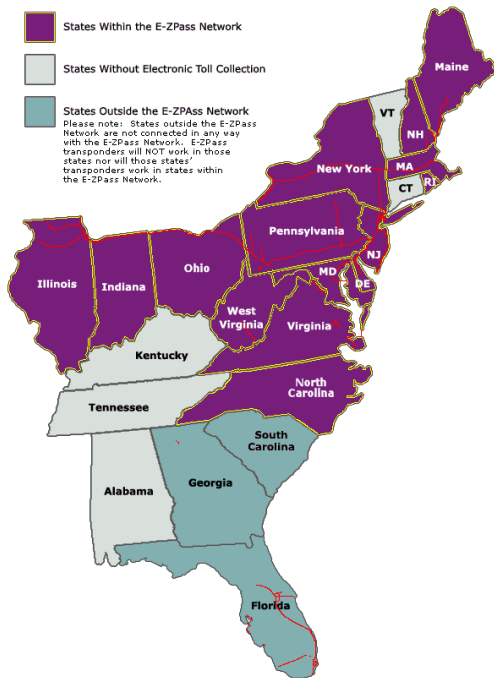 States Within the E-ZPass Network
States Without Electronic Toll Collection
States Outside the E-ZPAss Network
Please note: States outside the E-ZPass
Network are not connected in any way
with the E-ZPass Network. E-ZPass
transponders will NOT work in those
states nor will those states'
transponders work in states within
the E-ZPass Network.
Maine
VT
NH
New York
MA
CT
RI
Pennsylvania
NJ
Ohio
MD
DE
Illinois
Indiana
West
Virginia
Virginia
Kentucky
North
Carolina
Tennessee
South
Carolina
Georgia
Alabama
Florida